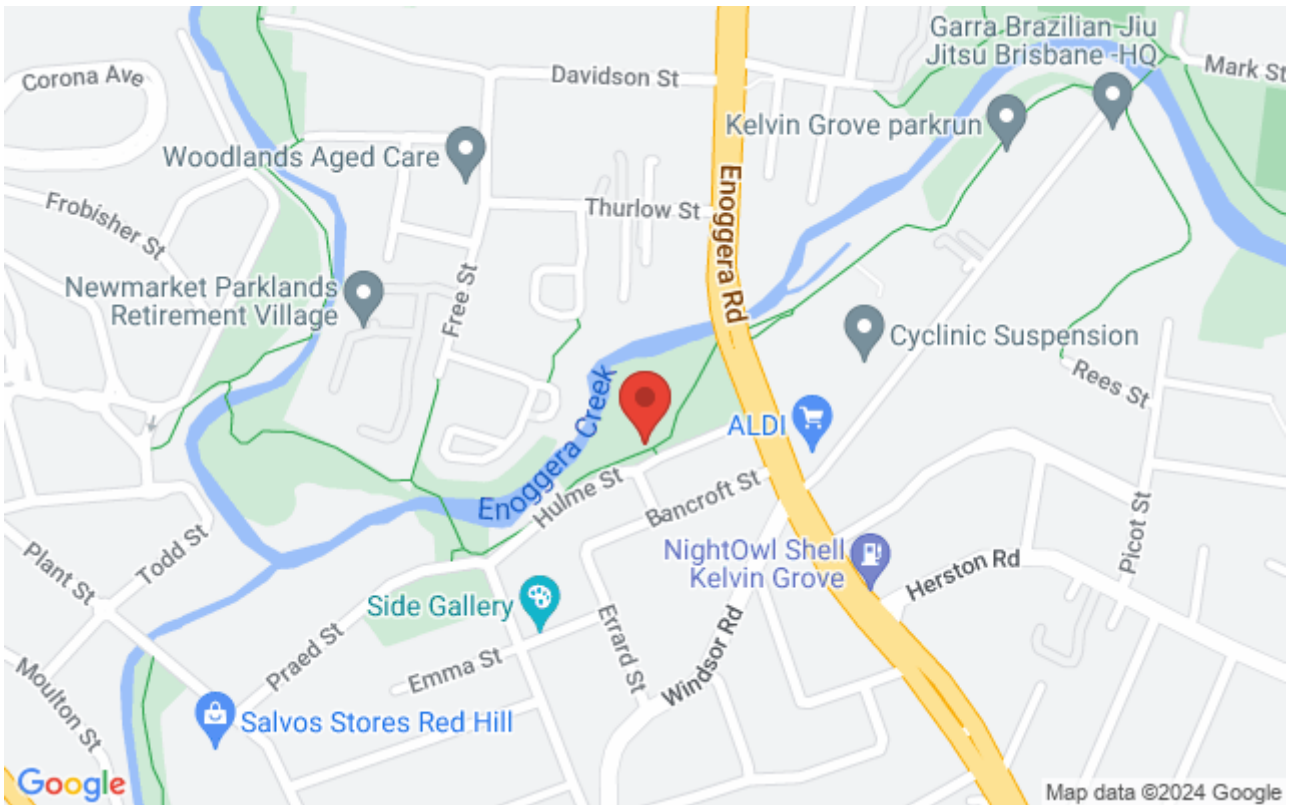 Garra Brazilian Jiu
Jitsu Brisbane -HQ
Mark St
Corona Ave
Davidson St
Kelvin Grove parkrun
Woodlands Aged Care
Frobisher St
Thurlow St
Enoggera Rd
Newmarket Parklands
Retirement Village
Free St
Cyclinic Suspension
Rees St
Enoggera Creek
ALDI
Hulme St
Bancroft St
Picot St
Todd St
Plant St
NightOwl Shell
Kelvin Grove
Herston Rd
Side Gallery
Errard St
Praed St
Emma St
Windsor Rd
Moulton St
Salvos Stores Red Hill
Google
Map data ©2024 Google